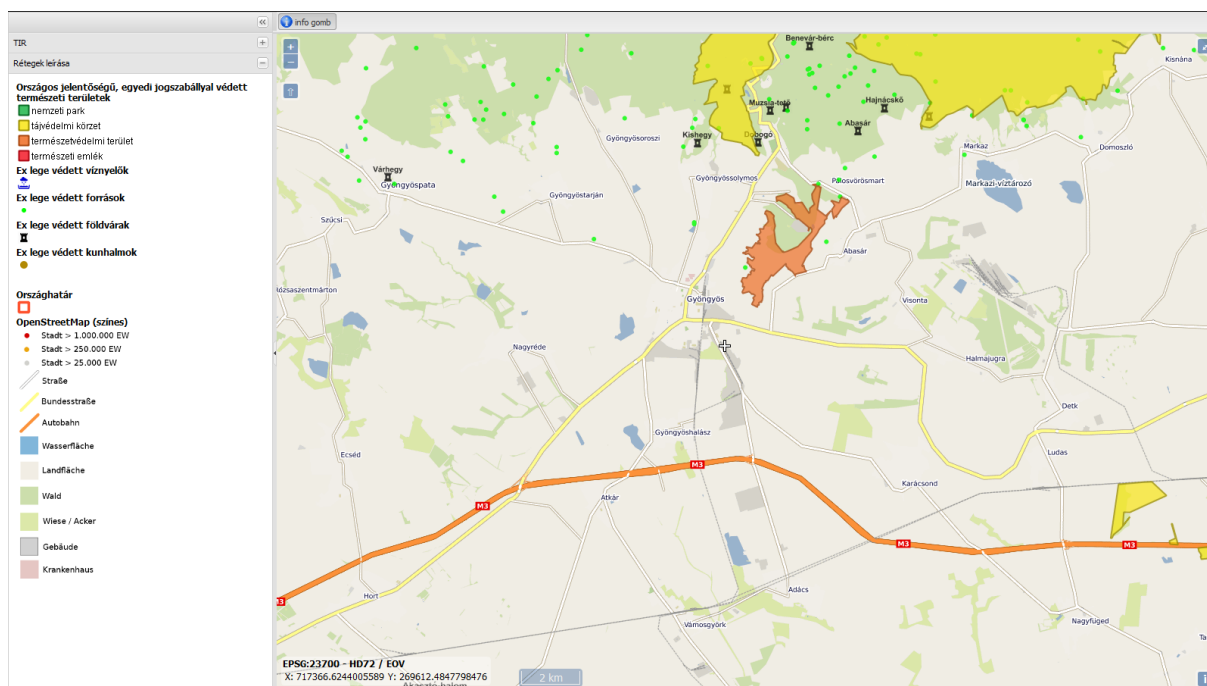 info gomb
TIR
Rétegek leírása
Országos jelentőségű, egyedi jogszabállyal védett
természeti területek
nemzeti park
tájvédelmi körzet
természetvédelmi terület
természeti emlék
Ex lege védett víznyelők
Ex lege védett források
Ex lege védett földvárak
Ex lege védett kunhalmok
Országhatár
OpenStreetMap (színes)
Stadt > 1.000.000 EW
Stadt > 250.000 EW
Stadt > 25.000 EW
Straße
Bundesstraße
Autobahn
Wasserfläche
Landfläche
Wald
Wiese / Acker
Gebäude
Krankenhaus
Benevár-bérc
Kisnána
Muzsla-tető
Hajnácskő
Gyöngyösoroszi
Kishegy
Dobogó
Abasár
Markaz
Domoszló
Várhegy
Gyöngyöspata
Gyöngyössolymos
Pálosvörösmart
Markazi-víztározó
Gyöngyöstarján
Szűcsi
Abasár
Rózsaszentmárton
Gyöngyös
Visonta
Nagyréde
Halmajugra
Detk
Gyöngyöshalász
Ecséd
Ludas
M3
Atkár
Karácsond
M3
M3
M3
Hort
Adács
Vámosgyörk
Nagyfüged
EPSG:23700 - HD72 / EOV
X: 717366.6244005589 Y: 269612.4847798476
2 km